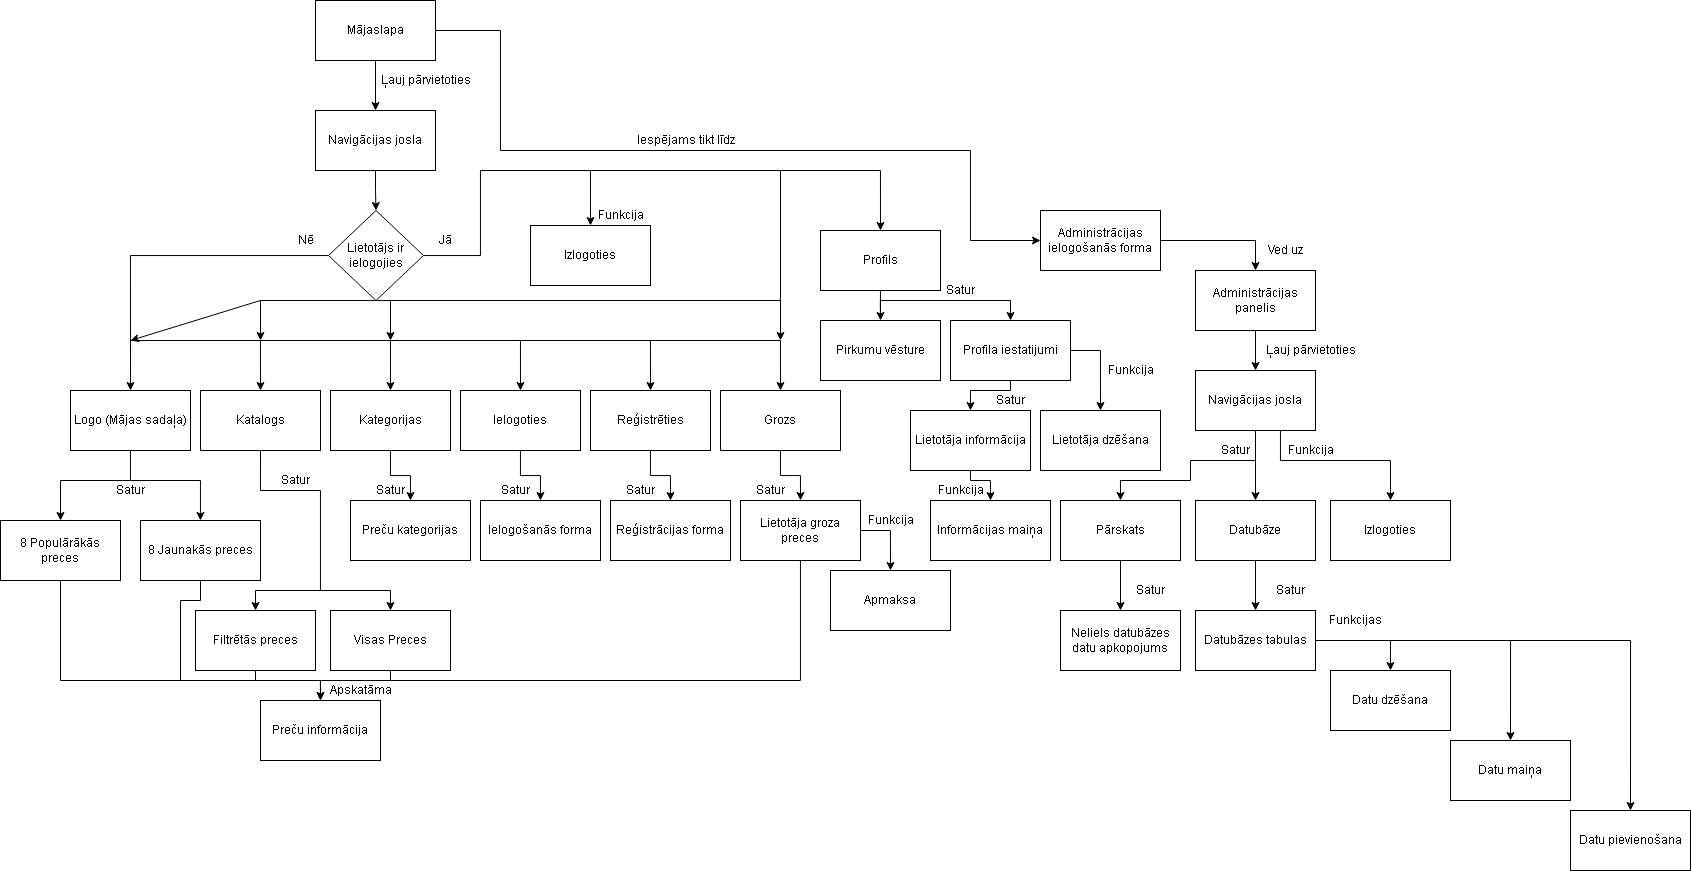 Mājaslapa
Ļauj pārvietoties
Navigācijas josla
Iespējams tikt līdz
Nē
Lietotājs ir
ielogojies
Jā
Funkcija
Izlogoties
Profils
Satur
Administrācijas
ielogošanās forma
Ved uz
Administrācijas
panelis
Ļauj pārvietoties
Pirkumu vēsture
Profila iestatijumi
Funkcija
Satur
Navigācijas josla
Logo (Mājas sadaļa)
Katalogs
Kategorijas
Ielogoties
Reģistrēties
Grozs
Lietotāja informācija
Lietotāja dzēšana
Satur
Funkcija
Satur
Satur
Satur
Satur
Satur
Satur
Funkcija
8 Populārākās
preces
8 Jaunakās preces
Preču kategorijas
Ielogošanās forma
Reģistrācijas forma
Lietotāja groza
preces
Funkcija
Informācijas maiņa
Pārskats
Datubāze
Izlogoties
Apmaksa
Satur
Satur
Filtrētās preces
Visas Preces
Neliels datubāzes
datu apkopojums
Datubāzes tabulas
Funkcijas
Apskatāma
Preču informācija
Datu dzēšana
Datu maiņa
Datu pievienošana